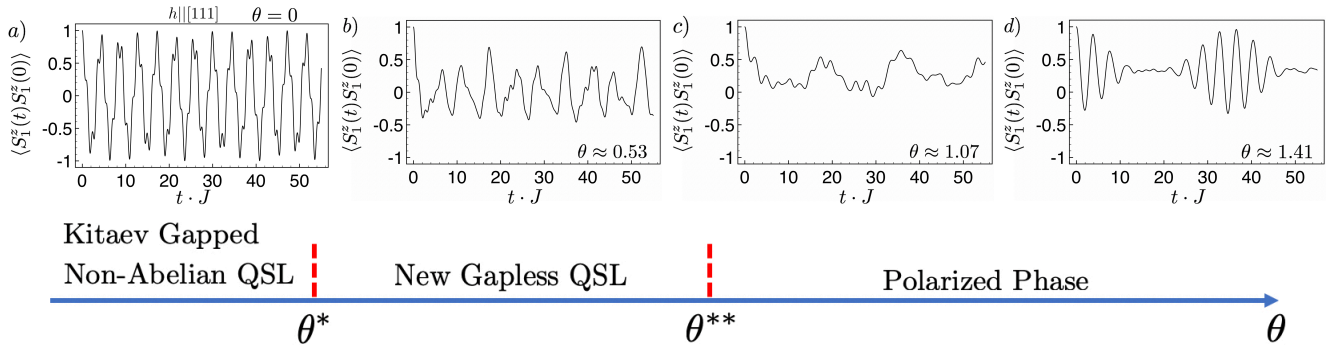 h||[111] θ = 0
a)
1
0.5
0
-0.5
-1
⟨S₁ᶻ(t)S₁ᶻ(0)⟩
0 10 20 30 40 50
t · J
b)
1
0.5
0
-0.5
-1
⟨S₁ᶻ(t)S₁ᶻ(0)⟩
θ ≈ 0.53
0 10 20 30 40 50
t · J
c)
1
0.5
0
-0.5
-1
⟨S₁ᶻ(t)S₁ᶻ(0)⟩
θ ≈ 1.07
0 10 20 30 40 50
t · J
d)
1
0.5
0
-0.5
-1
⟨S₁ᶻ(t)S₁ᶻ(0)⟩
θ ≈ 1.41
0 10 20 30 40 50
t · J
Kitaev Gapped
Non-Abelian QSL
New Gapless QSL
Polarized Phase
θ*
θ**
θ